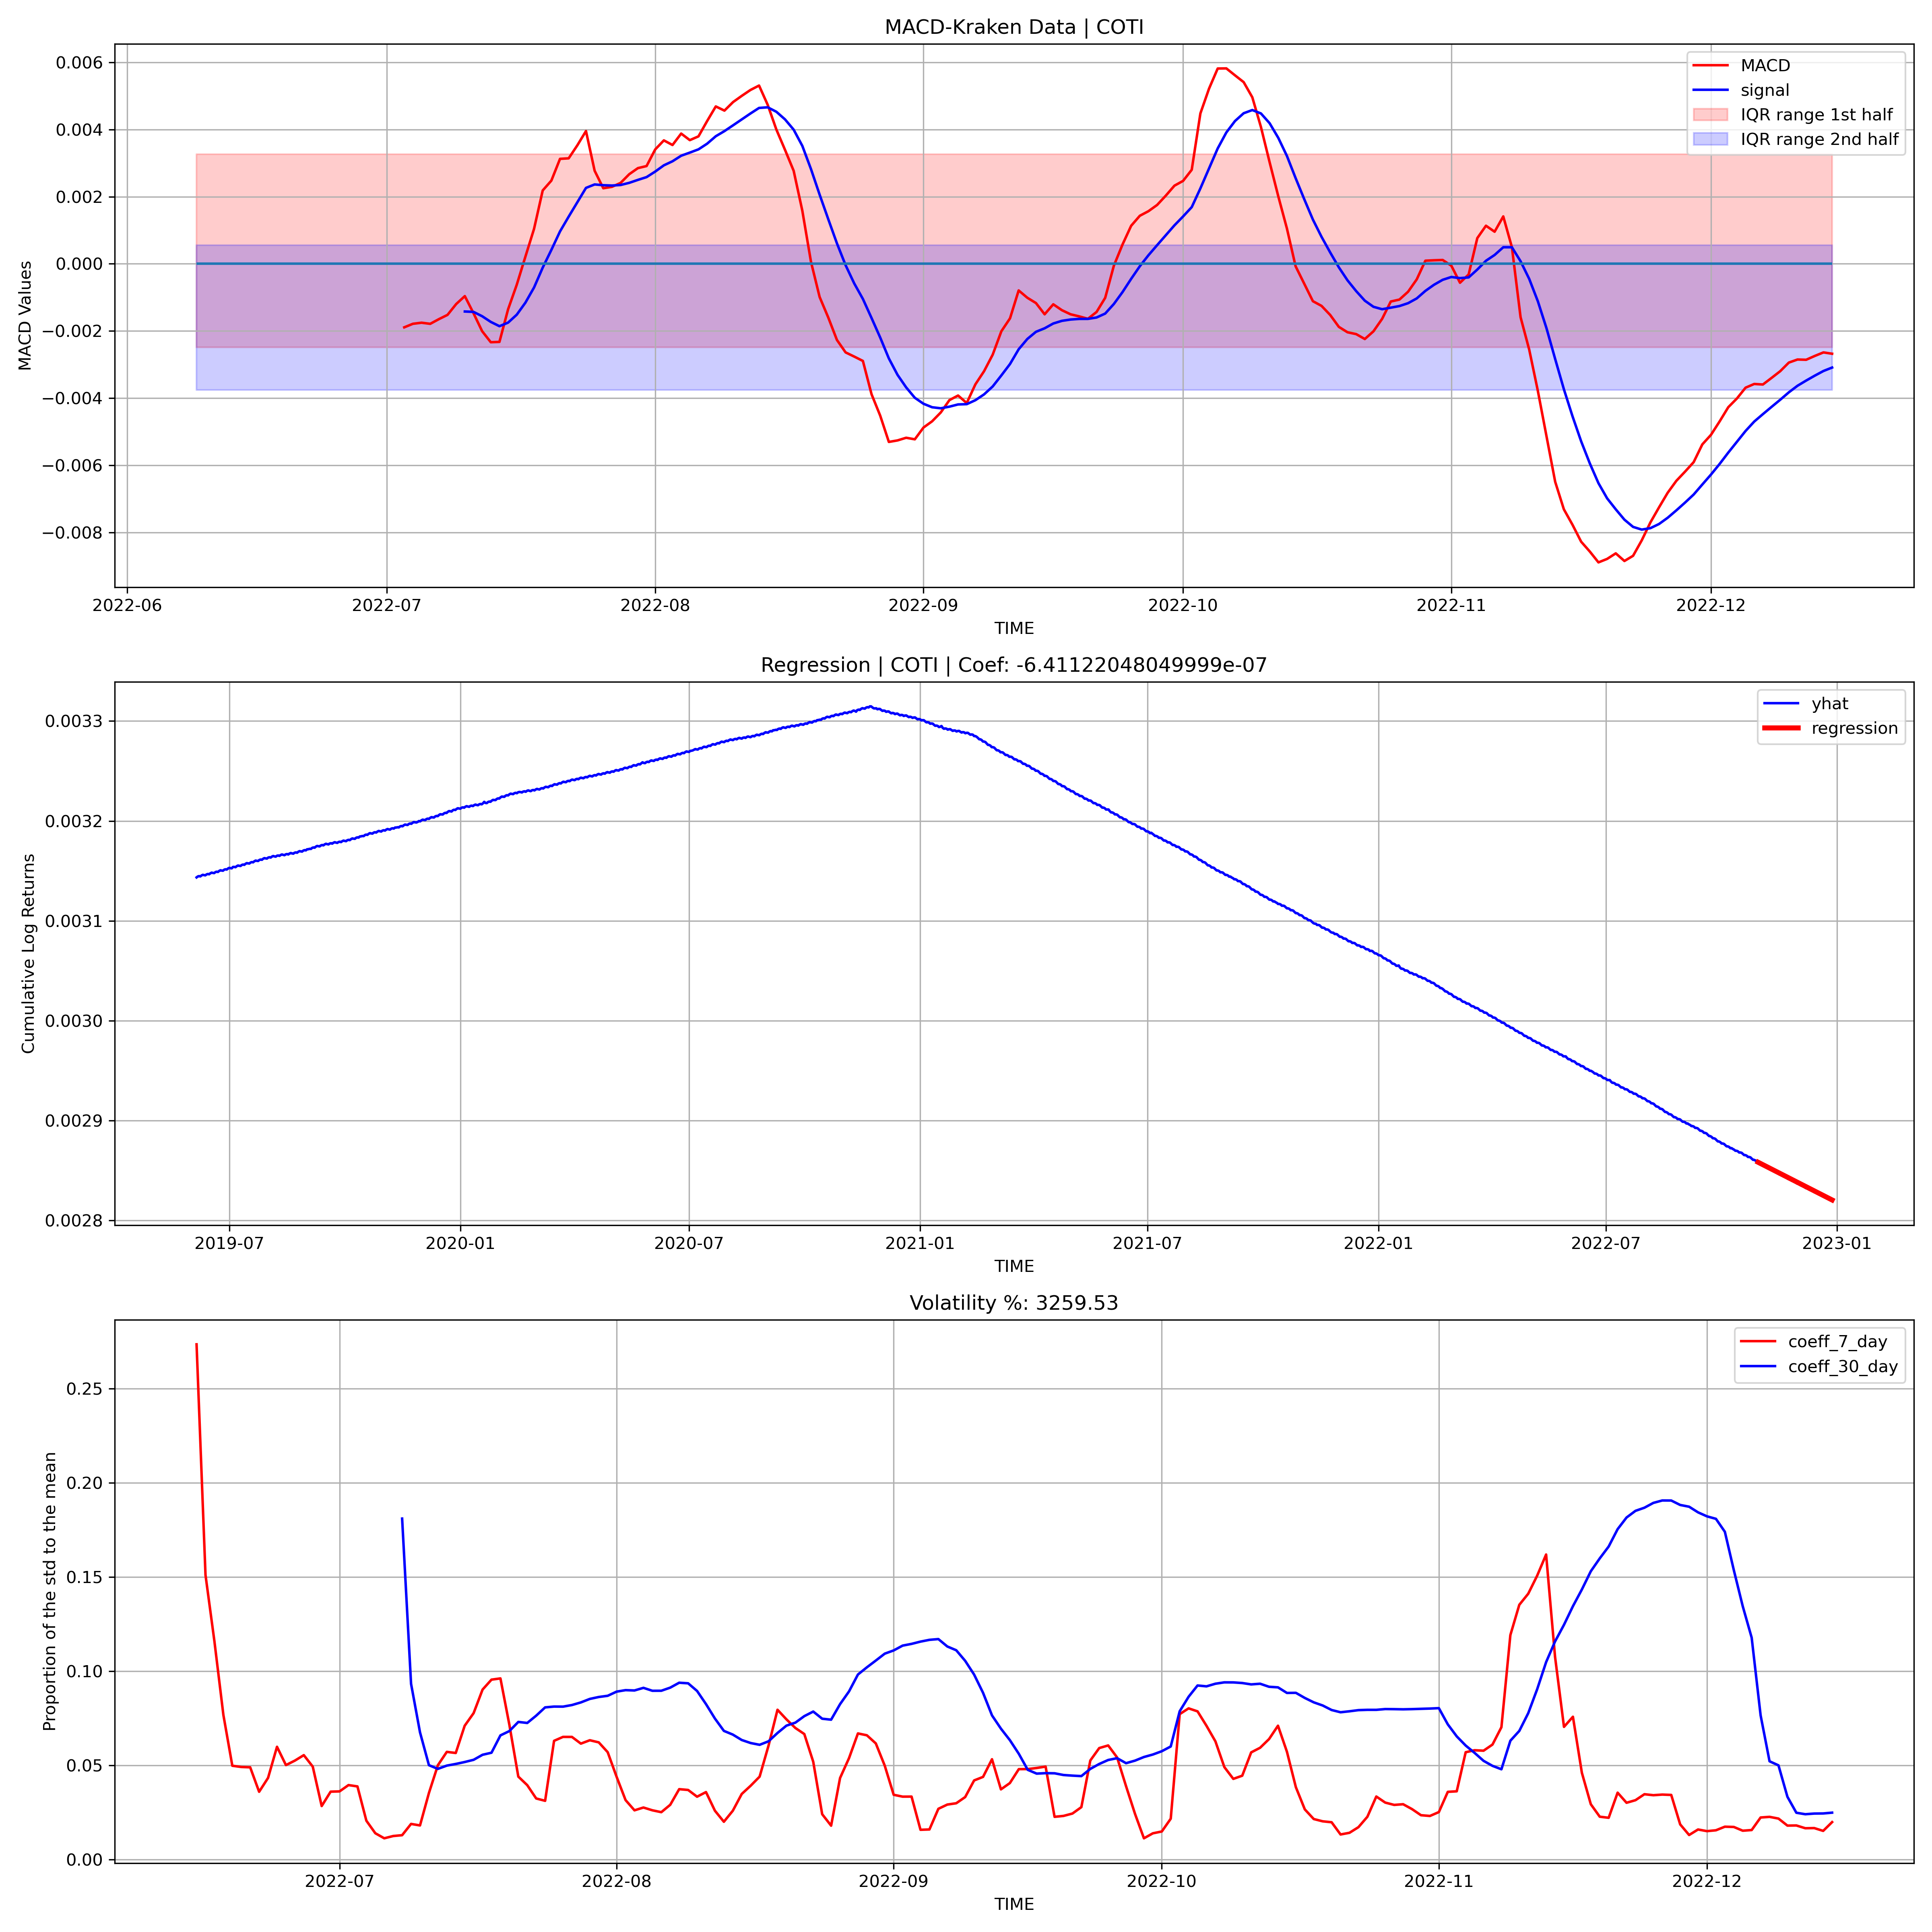 MACD-Kraken Data | COTI
MACD
signal
IQR range 1st half
IQR range 2nd half
MACD Values
0.006
0.004
0.002
0.000
−0.002
−0.004
−0.006
−0.008
2022-06 2022-07 2022-08 2022-09 2022-10 2022-11 2022-12
TIME
Regression | COTI | Coef: -6.41122048049999e-07
yhat
regression
Cumulative Log Returns
0.0033
0.0032
0.0031
0.0030
0.0029
0.0028
2019-07 2020-01 2020-07 2021-01 2021-07 2022-01 2022-07 2023-01
TIME
Volatility %: 3259.53
coeff_7_day
coeff_30_day
Proportion of the std to the mean
0.25
0.20
0.15
0.10
0.05
0.00
2022-07 2022-08 2022-09 2022-10 2022-11 2022-12
TIME